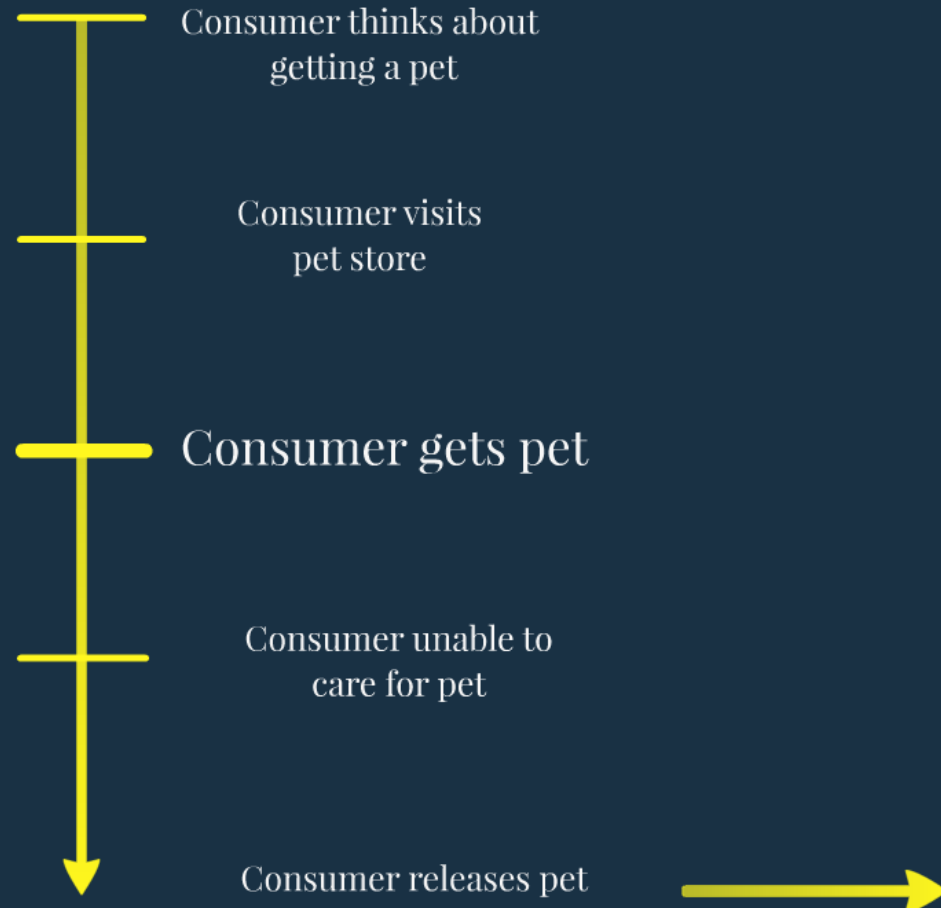 Consumer thinks about
getting a pet
Consumer visits
pet store
Consumer gets pet
Consumer unable to
care for pet
Consumer releases pet